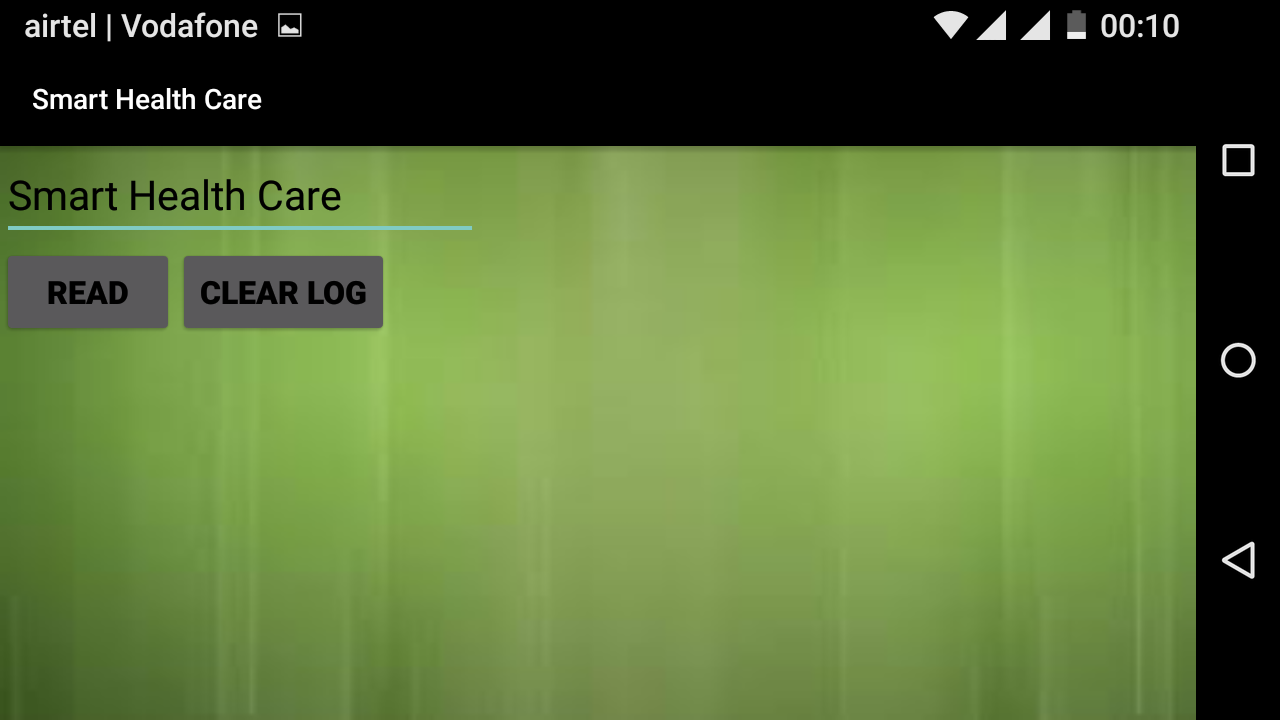 airtel | Vodafone 00:10
Smart Health Care
Smart Health Care
READ CLEAR LOG